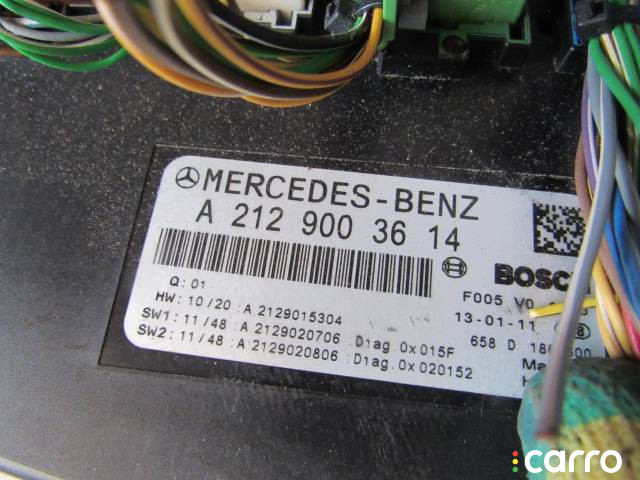 MERCEDES-BENZ
A 212 900 36 14
BOSCH
Q: 01
HW: 10/20 : A 2129015304
SW1: 11/48 : A 2129020706 : Diag.0x015F
SW2: 11/48 : A 2129020806 : Diag.0x020152
F005 V0
13-01-11
658 D
carro